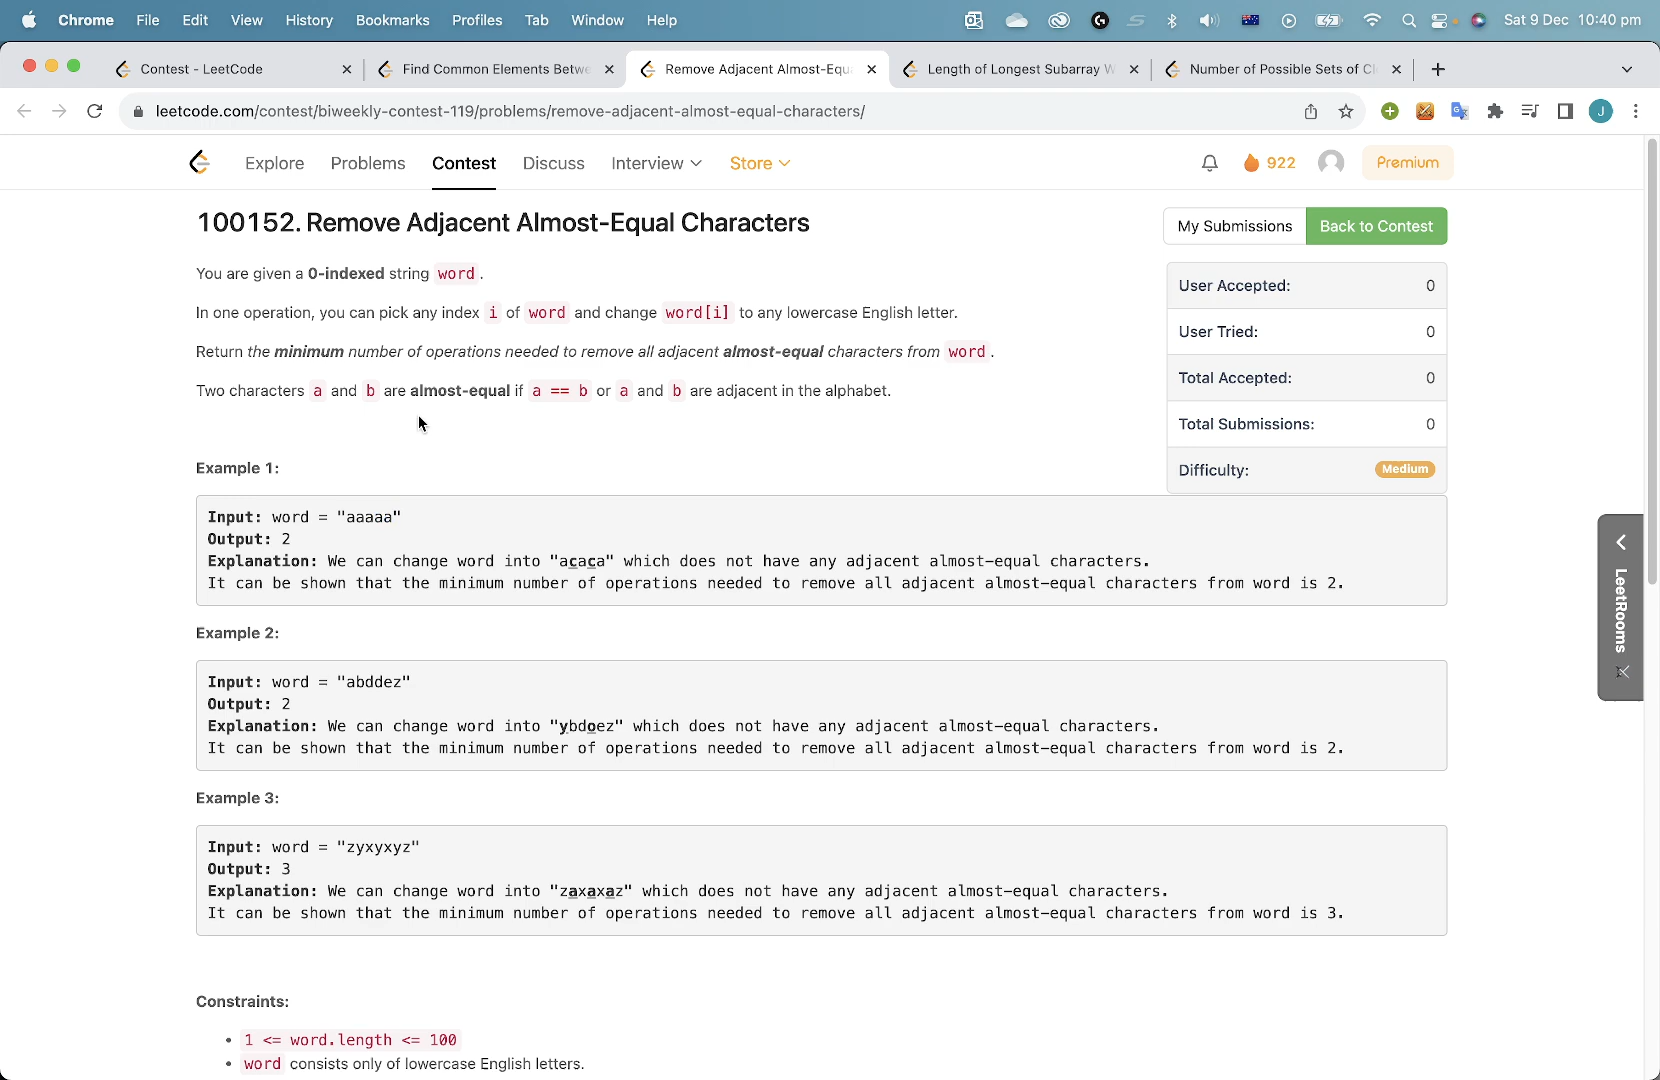 Chrome File Edit View History Bookmarks Profiles Tab Window Help Sat 9 Dec 10:40 pm
Contest - LeetCode Find Common Elements Betwe Remove Adjacent Almost-Equ Length of Longest Subarray W Number of Possible Sets of Cl
leetcode.com/contest/biweekly-contest-119/problems/remove-adjacent-almost-equal-characters/ J
Explore Problems Contest Discuss Interview Store 922 Premium
100152. Remove Adjacent Almost-Equal Characters
My Submissions Back to Contest
You are given a 0-indexed string word .
In one operation, you can pick any index i of word and change word[i] to any lowercase English letter.
Return the minimum number of operations needed to remove all adjacent almost-equal characters from word .
Two characters a and b are almost-equal if a == b or a and b are adjacent in the alphabet.
User Accepted: 0
User Tried: 0
Total Accepted: 0
Total Submissions: 0
Difficulty: Medium
Example 1:
Input: word = "aaaaa"
Output: 2
Explanation: We can change word into "acaca" which does not have any adjacent almost-equal characters.
It can be shown that the minimum number of operations needed to remove all adjacent almost-equal characters from word is 2.
Example 2:
Input: word = "abddez"
Output: 2
Explanation: We can change word into "ybdoez" which does not have any adjacent almost-equal characters.
It can be shown that the minimum number of operations needed to remove all adjacent almost-equal characters from word is 2.
Example 3:
Input: word = "zyxyxyz"
Output: 3
Explanation: We can change word into "zaxaxaz" which does not have any adjacent almost-equal characters.
It can be shown that the minimum number of operations needed to remove all adjacent almost-equal characters from word is 3.
Constraints:
• 1 <= word.length <= 100
• word consists only of lowercase English letters.
LeetRooms